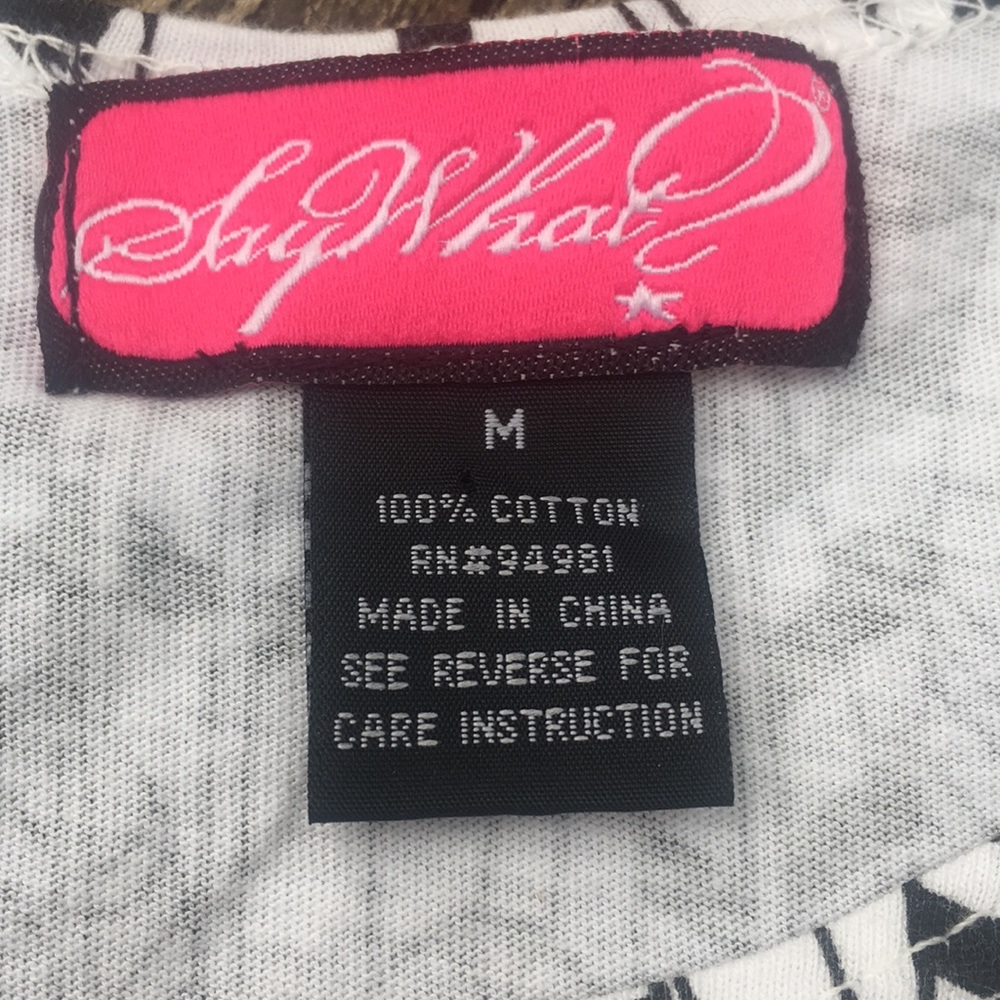 Say What?
®
M
100% COTTON
RN#94981
MADE IN CHINA
SEE REVERSE FOR
CARE INSTRUCTION